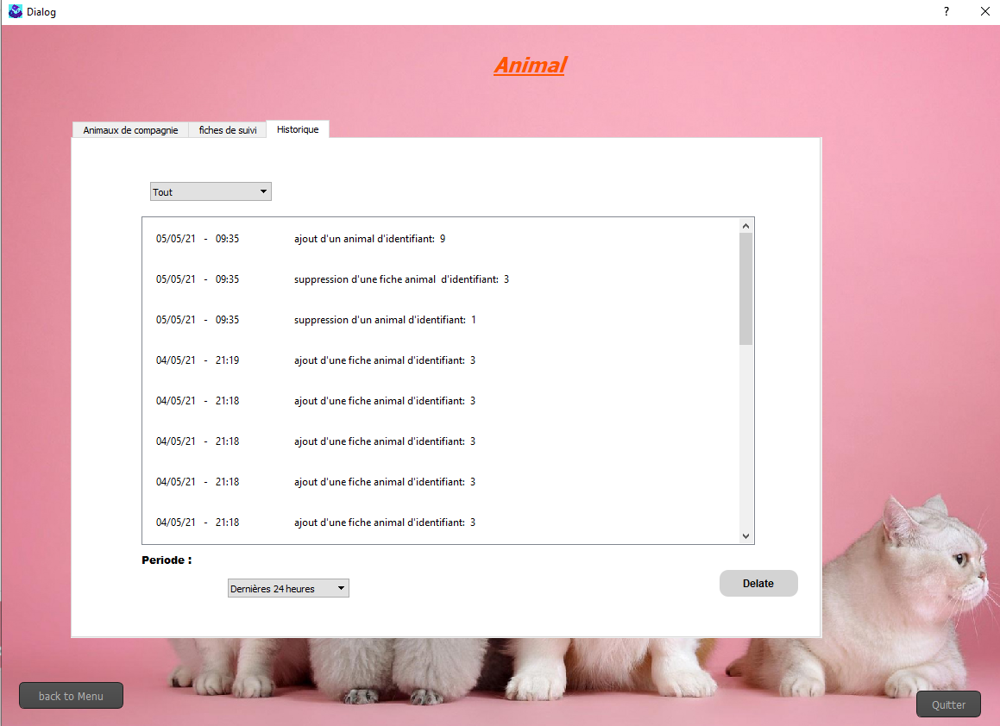 Dialog ?
Animal
Animaux de compagnie fiches de suivi Historique
Tout
05/05/21 - 09:35 ajout d'un animal d'identifiant: 9
05/05/21 - 09:35 suppression d'une fiche animal d'identifiant: 3
05/05/21 - 09:35 suppression d'un animal d'identifiant: 1
04/05/21 - 21:19 ajout d'une fiche animal d'identifiant: 3
04/05/21 - 21:18 ajout d'une fiche animal d'identifiant: 3
04/05/21 - 21:18 ajout d'une fiche animal d'identifiant: 3
04/05/21 - 21:18 ajout d'une fiche animal d'identifiant: 3
04/05/21 - 21:18 ajout d'une fiche animal d'identifiant: 3
Periode :
Dernières 24 heures
Delate
back to Menu
Quitter